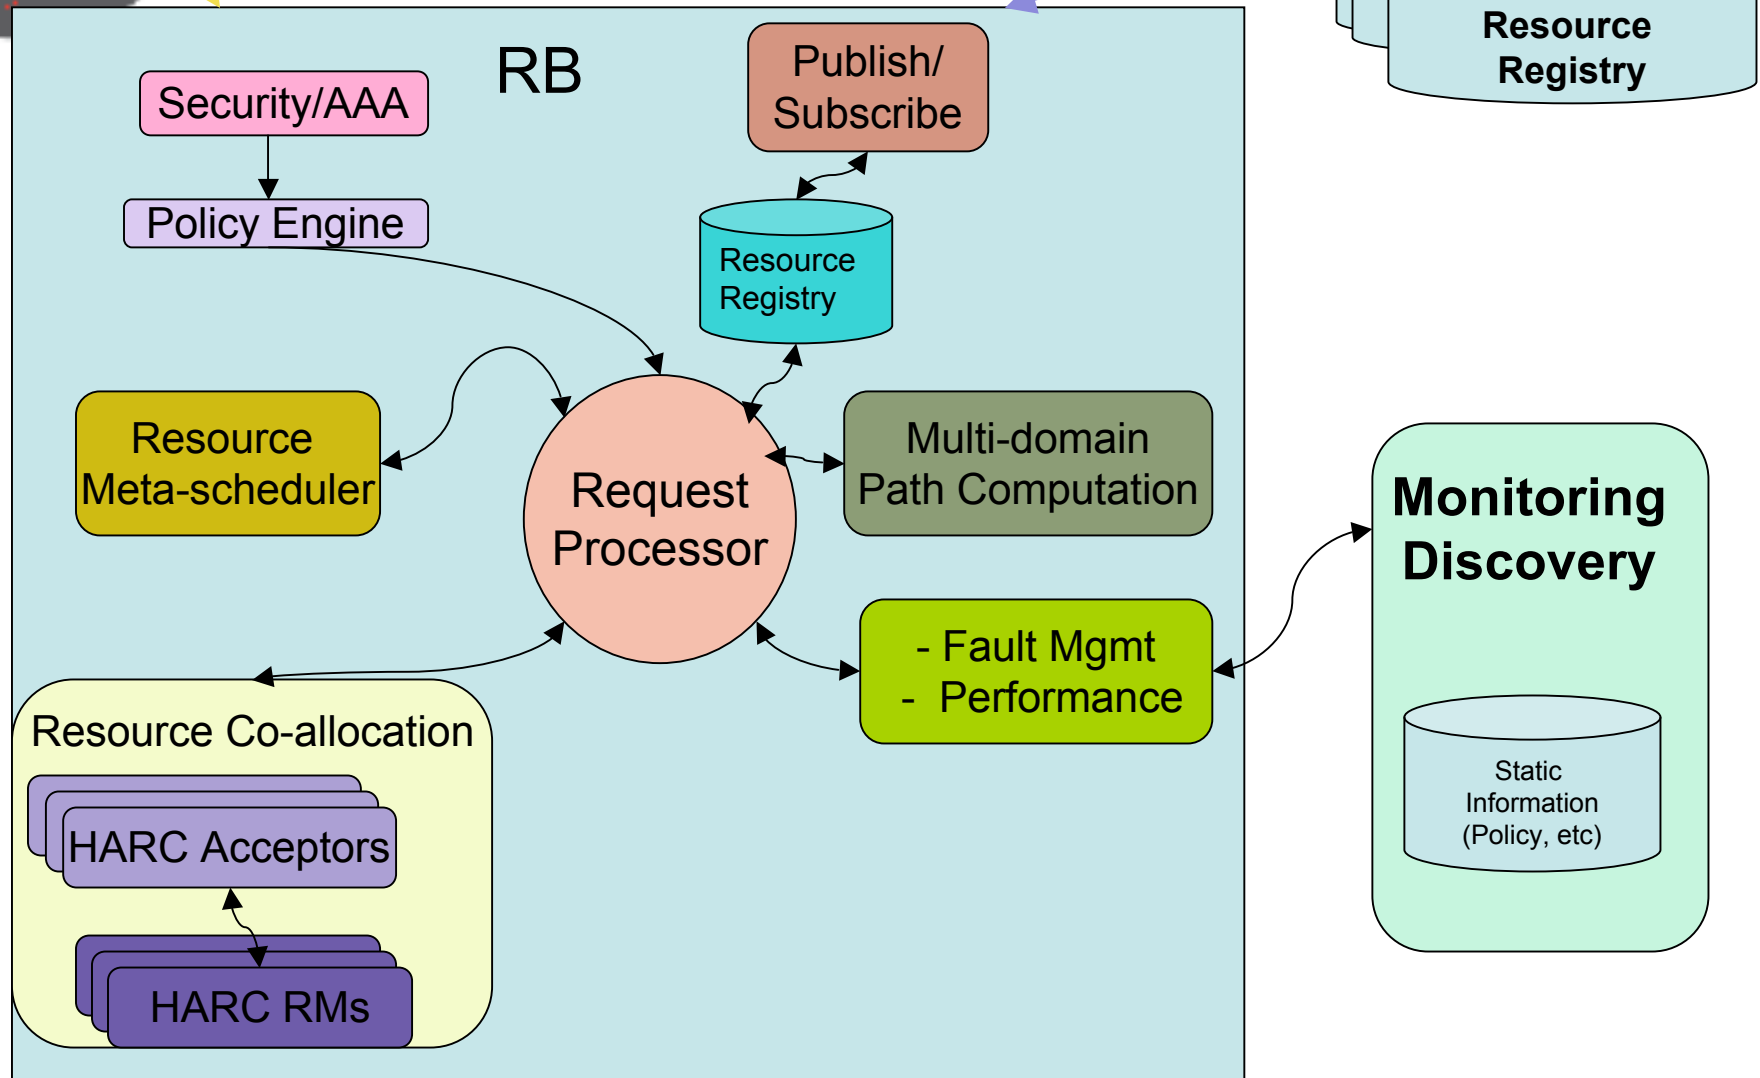 RB
Resource
Registry
Security/AAA
Publish/
Subscribe
Policy Engine
Resource
Registry
Resource
Meta-scheduler
Request
Processor
Multi-domain
Path Computation
Monitoring
Discovery
- Fault Mgmt
- Performance
Resource Co-allocation
HARC Acceptors
HARC RMs
Static
Information
(Policy, etc)